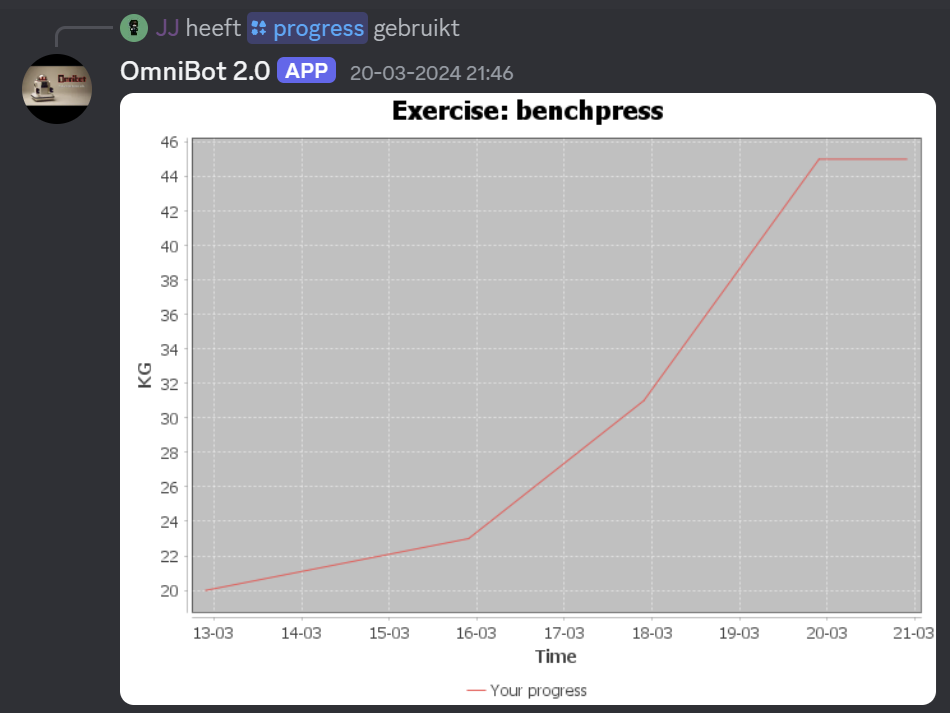 JJ heeft progress gebruikt
OmniBot 2.0 APP 20-03-2024 21:46
Omnibot
Exercise: benchpress
46
44
42
40
38
36
34
32
30
28
26
24
22
20
KG
13-03 14-03 15-03 16-03 17-03 18-03 19-03 20-03 21-03
Time
Your progress